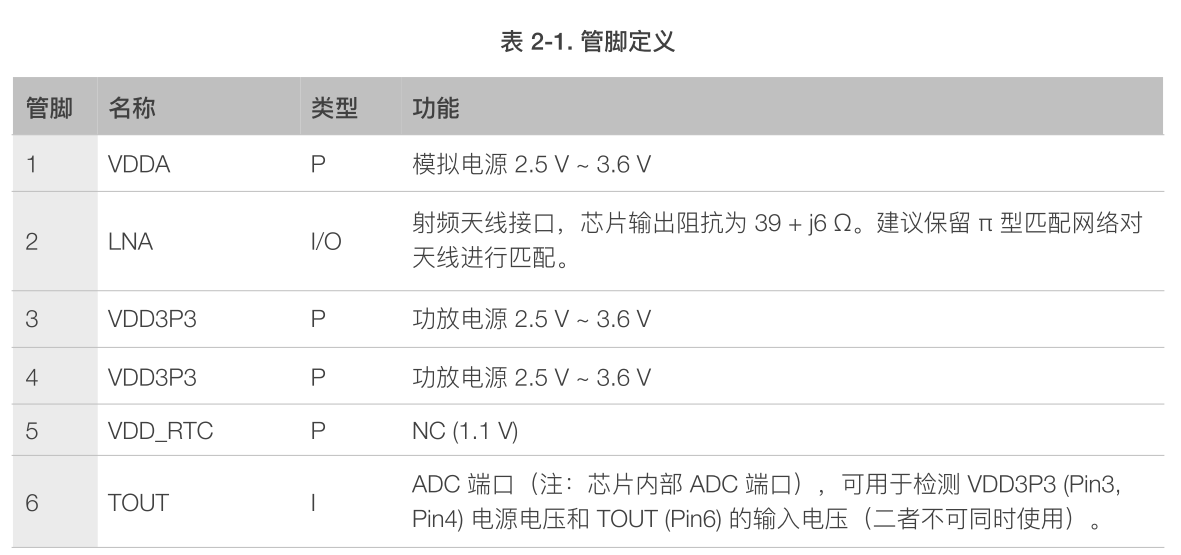 表 2-1. 管脚定义
管脚 名称 类型 功能
1 VDDA P 模拟电源 2.5 V ~ 3.6 V
2 LNA I/O 射频天线接口，芯片输出阻抗为 39 + j6 Ω。建议保留 π 型匹配网络对
天线进行匹配。
3 VDD3P3 P 功放电源 2.5 V ~ 3.6 V
4 VDD3P3 P 功放电源 2.5 V ~ 3.6 V
5 VDD_RTC P NC (1.1 V)
6 TOUT I ADC 端口（注：芯片内部 ADC 端口），可用于检测 VDD3P3 (Pin3,
Pin4) 电源电压和 TOUT (Pin6) 的输入电压（二者不可同时使用）。